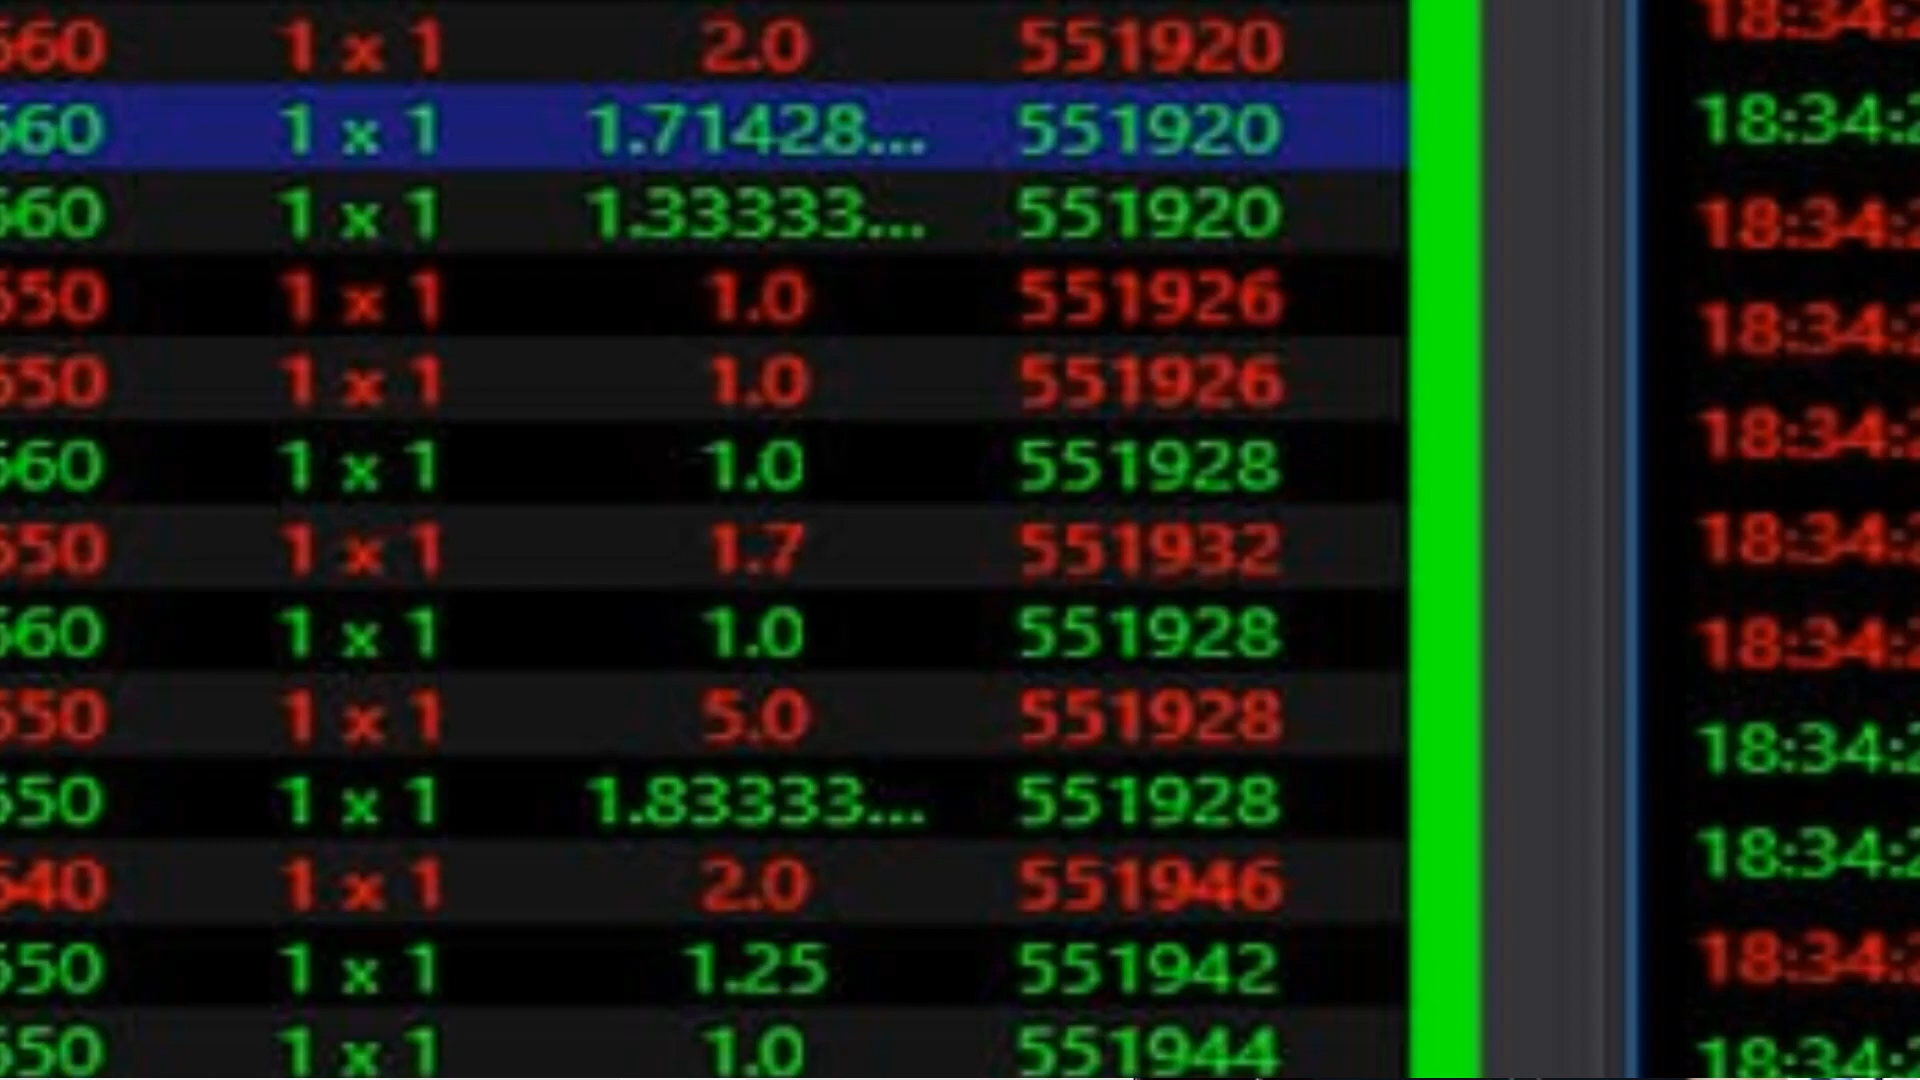 660 1 x 1 2.0 551920
660 1 x 1 1.71428... 551920
660 1 x 1 1.33333... 551920
650 1 x 1 1.0 551926
650 1 x 1 1.0 551926
660 1 x 1 1.0 551928
650 1 x 1 1.7 551932
660 1 x 1 1.0 551928
650 1 x 1 5.0 551928
650 1 x 1 1.83333... 551928
640 1 x 1 2.0 551946
650 1 x 1 1.25 551942
650 1 x 1 1.0 551944
18:34:2
18:34:2
18:34:2
18:34:2
18:34:2
18:34:2
18:34:2
18:34:2
18:34:2
18:34:2
18:34:2